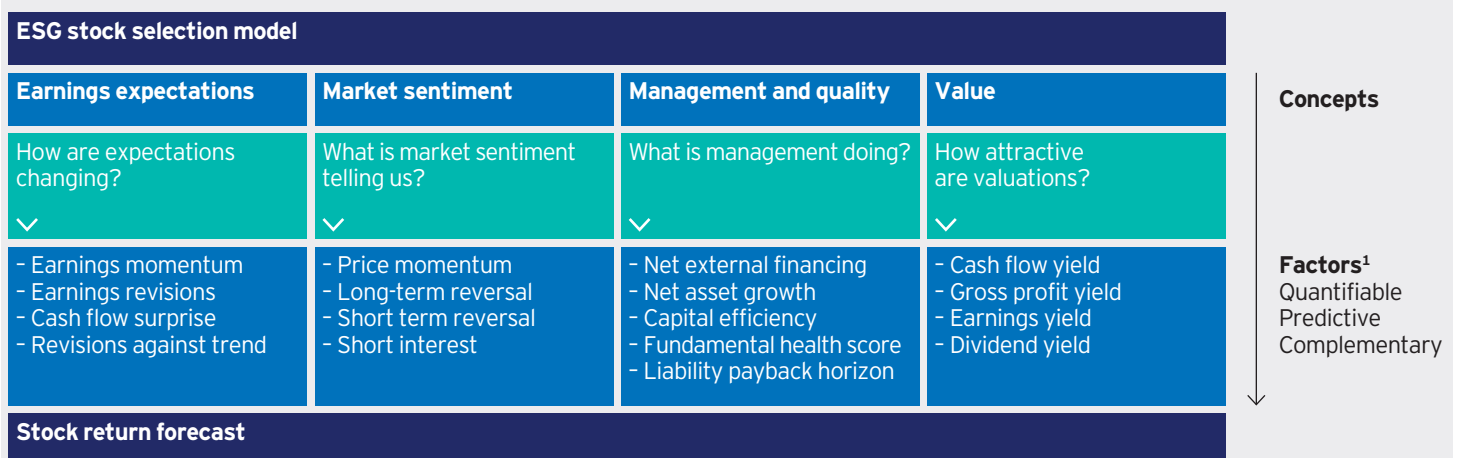 ESG stock selection model
Earnings expectations
Market sentiment
Management and quality
Value
Concepts
How are expectations
changing?
What is market sentiment
telling us?
What is management doing?
How attractive
are valuations?
– Earnings momentum
– Earnings revisions
– Cash flow surprise
– Revisions against trend
– Price momentum
– Long-term reversal
– Short term reversal
– Short interest
– Net external financing
– Net asset growth
– Capital efficiency
– Fundamental health score
– Liability payback horizon
– Cash flow yield
– Gross profit yield
– Earnings yield
– Dividend yield
Factors¹
Quantifiable
Predictive
Complementary
Stock return forecast